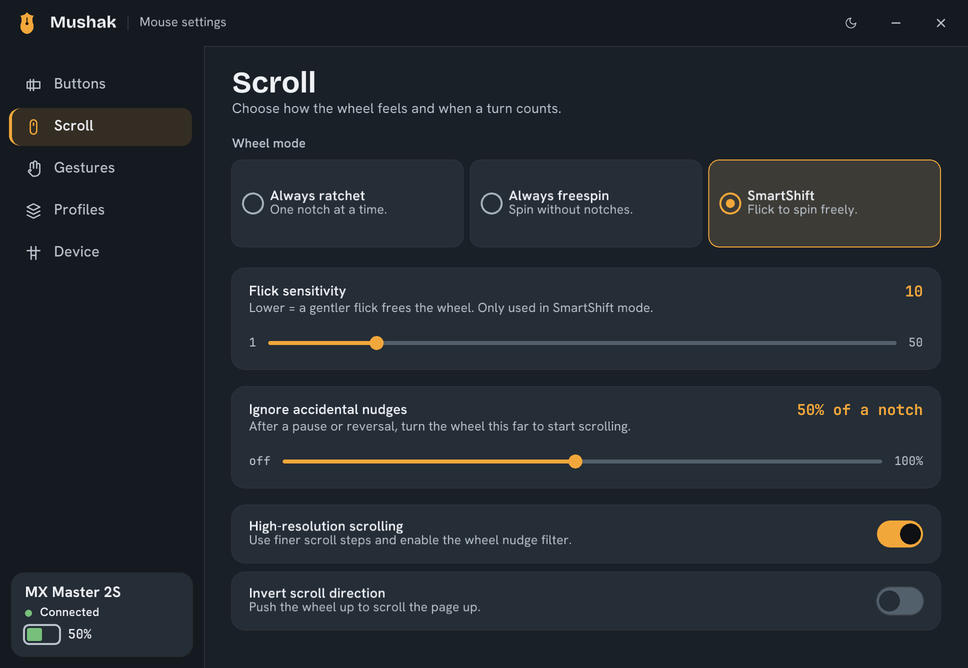 Mushak
Mouse settings
Buttons
Scroll
Gestures
Profiles
Device
MX Master 2S
Connected
50%
Scroll
Choose how the wheel feels and when a turn counts.
Wheel mode
Always ratchet
One notch at a time.
Always freespin
Spin without notches.
SmartShift
Flick to spin freely.
Flick sensitivity
10
Lower = a gentler flick frees the wheel. Only used in SmartShift mode.
1
50
Ignore accidental nudges
50% of a notch
After a pause or reversal, turn the wheel this far to start scrolling.
off
100%
High-resolution scrolling
Use finer scroll steps and enable the wheel nudge filter.
Invert scroll direction
Push the wheel up to scroll the page up.